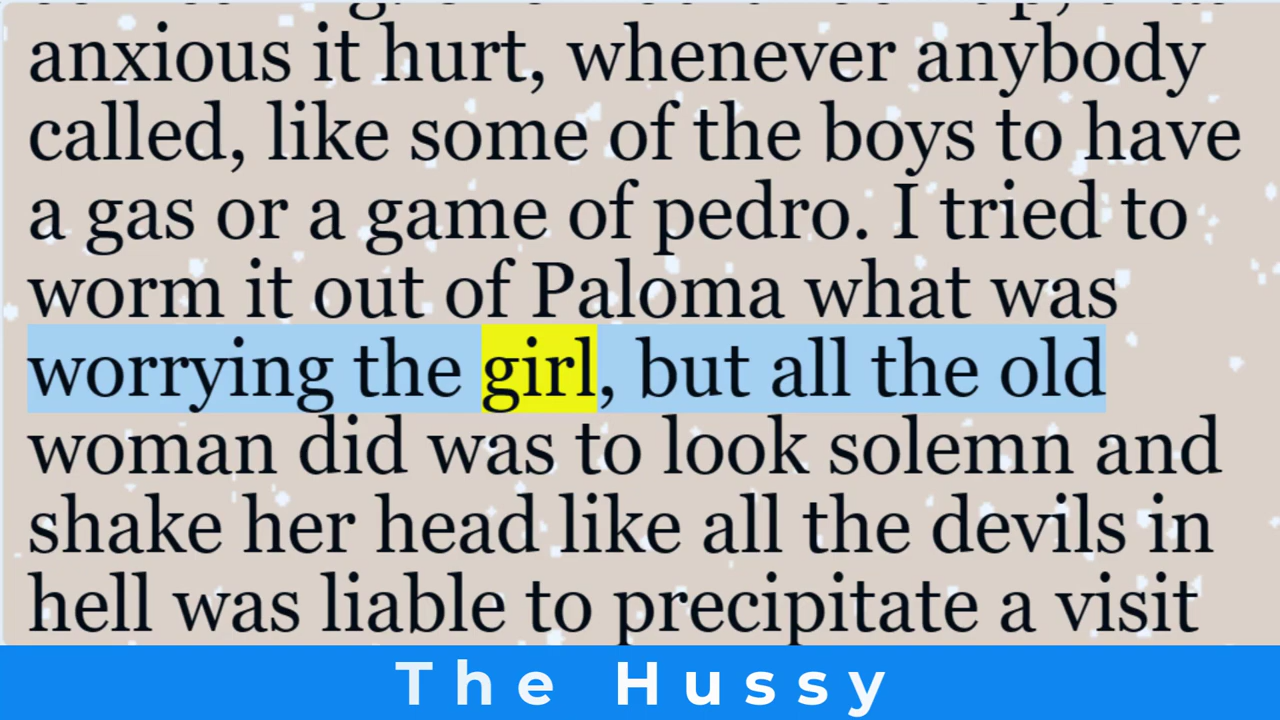 anxious it hurt, whenever anybody
called, like some of the boys to have
a gas or a game of pedro. I tried to
worm it out of Paloma what was
worrying the girl, but all the old
woman did was to look solemn and
shake her head like all the devils in
hell was liable to precipitate a visit
The Hussy